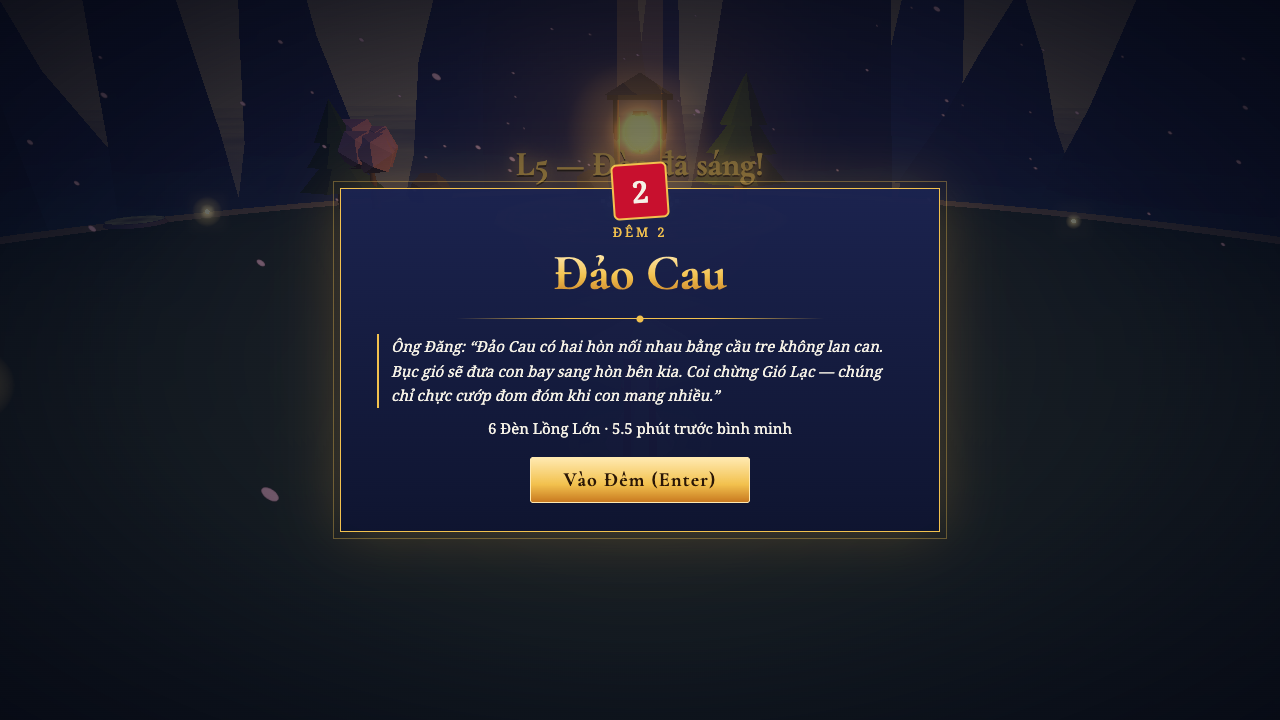 L5 — đã sáng!
2
ĐÊM 2
Đảo Cau
Ông Đăng: “Đảo Cau có hai hòn nối nhau bằng cầu tre không lan can.
Bục gió sẽ đưa con bay sang hòn bên kia. Coi chừng Gió Lạc — chúng
chỉ chực cướp đom đóm khi con mang nhiều.”
6 Đèn Lồng Lớn · 5.5 phút trước bình minh
Vào Đêm (Enter)